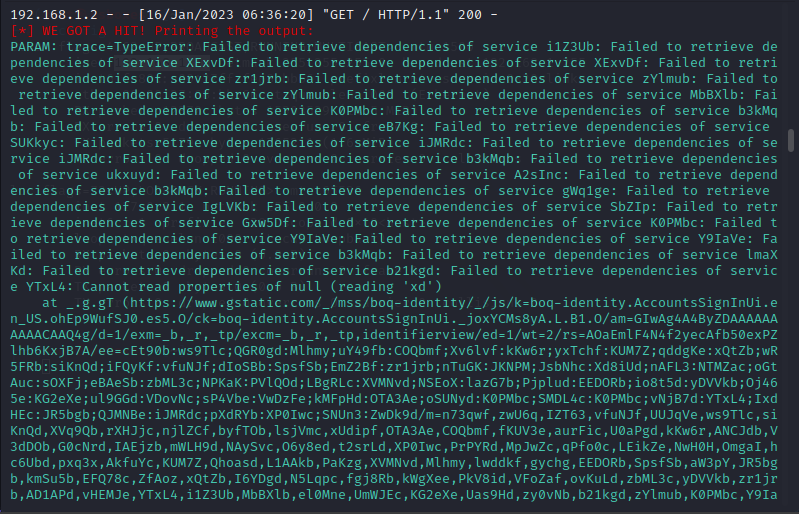 192.168.1.2 - - [16/Jan/2023 06:36:20] "GET / HTTP/1.1" 200 -
[*] WE GOT A HIT! Printing the output:
PARAM: trace=TypeError: Failed to retrieve dependencies of service i1Z3Ub: Failed to retrieve de
pendencies of service XExvDf: Failed to retrieve dependencies of service XExvDf: Failed to retri
eve dependencies of service zr1jrb: Failed to retrieve dependencies of service zYlmub: Failed to
 retrieve dependencies of service zYlmub: Failed to retrieve dependencies of service MbBXlb: Fai
led to retrieve dependencies of service K0PMbc: Failed to retrieve dependencies of service b3kMq
b: Failed to retrieve dependencies of service eB7Kg: Failed to retrieve dependencies of service
SUKkyc: Failed to retrieve dependencies of service iJMRdc: Failed to retrieve dependencies of se
rvice iJMRdc: Failed to retrieve dependencies of service b3kMqb: Failed to retrieve dependencies
 of service ukxuyd: Failed to retrieve dependencies of service A2sInc: Failed to retrieve depend
encies of service b3kMqb: Failed to retrieve dependencies of service gWq1ge: Failed to retrieve
dependencies of service IgLVKb: Failed to retrieve dependencies of service SbZIp: Failed to retr
ieve dependencies of service Gxw5Df: Failed to retrieve dependencies of service K0PMbc: Failed t
o retrieve dependencies of service Y9IaVe: Failed to retrieve dependencies of service Y9IaVe: Fa
iled to retrieve dependencies of service b3kMqb: Failed to retrieve dependencies of service lmaX
Kd: Failed to retrieve dependencies of service b21kgd: Failed to retrieve dependencies of servic
e YTxL4: Cannot read properties of null (reading 'xd')
    at _.g.gT (https://www.gstatic.com/_/mss/boq-identity/_/js/k=boq-identity.AccountsSignInUi.e
n_US.ohEp9WufSJ0.es5.O/ck=boq-identity.AccountsSignInUi._joxYCMs8yA.L.B1.O/am=GIwAg4A4ByZDAAAAAA
AAAACAAQ4g/d=1/exm=_b,_r,_tp/excm=_b,_r,_tp,identifierview/ed=1/wt=2/rs=AOaEmlF4N4f2yecAfb50exPZ
lhb6KxjB7A/ee=cEt90b:ws9Tlc;QGR0gd:Mlhmy;uY49fb:COQbmf;Xv6lvf:kKw6r;yxTchf:KUM7Z;qddgKe:xQtZb;wR
5FRb:siKnQd;iFQyKf:vfuNJf;dIoSBb:SpsfSb;EmZ2Bf:zr1jrb;nTuGK:JKNPM;JsbNhc:Xd8iUd;nAFL3:NTMZac;oGt
Auc:sOXFj;eBAeSb:zbML3c;NPKaK:PVlQOd;LBgRLc:XVMNvd;NSEoX:lazG7b;Pjplud:EEDORb;io8t5d:yDVVkb;Oj46
5e:KG2eXe;ul9GGd:VDovNc;sP4Vbe:VwDzFe;kMFpHd:OTA3Ae;oSUNyd:K0PMbc;SMDL4c:K0PMbc;vNjB7d:YTxL4;Ixd
HEc:JR5bgb;QJMNBe:iJMRdc;pXdRYb:XP0Iwc;SNUn3:ZwDk9d/m=n73qwf,zwU6q,IZT63,vfuNJf,UUJqVe,ws9Tlc,si
KnQd,XVq9Qb,rXHJjc,njlZCf,byfTOb,lsjVmc,xUdipf,OTA3Ae,COQbmf,fKUV3e,aurFic,U0aPgd,kKw6r,ANCJdb,V
3dDOb,G0cNrd,IAEjzb,mWLH9d,NAySvc,O6y8ed,t2srLd,XP0Iwc,PrPYRd,MpJwZc,qPfo0c,LEikZe,NwH0H,OmgaI,h
c6Ubd,pxq3x,AkfuYc,KUM7Z,Qhoasd,L1AAkb,PaKzg,XVMNvd,Mlhmy,lwddkf,gychg,EEDORb,SpsfSb,aW3pY,JR5bg
b,kmSu5b,EFQ78c,ZfAoz,xQtZb,I6YDgd,N5Lqpc,fgj8Rb,kWgXee,PkV8id,VFoZaf,ovKuLd,zbML3c,yDVVkb,zr1jr
b,AD1APd,vHEMJe,YTxL4,i1Z3Ub,MbBXlb,el0Mne,UmWJEc,KG2eXe,Uas9Hd,zy0vNb,b21kgd,zYlmub,K0PMbc,Y9Ia